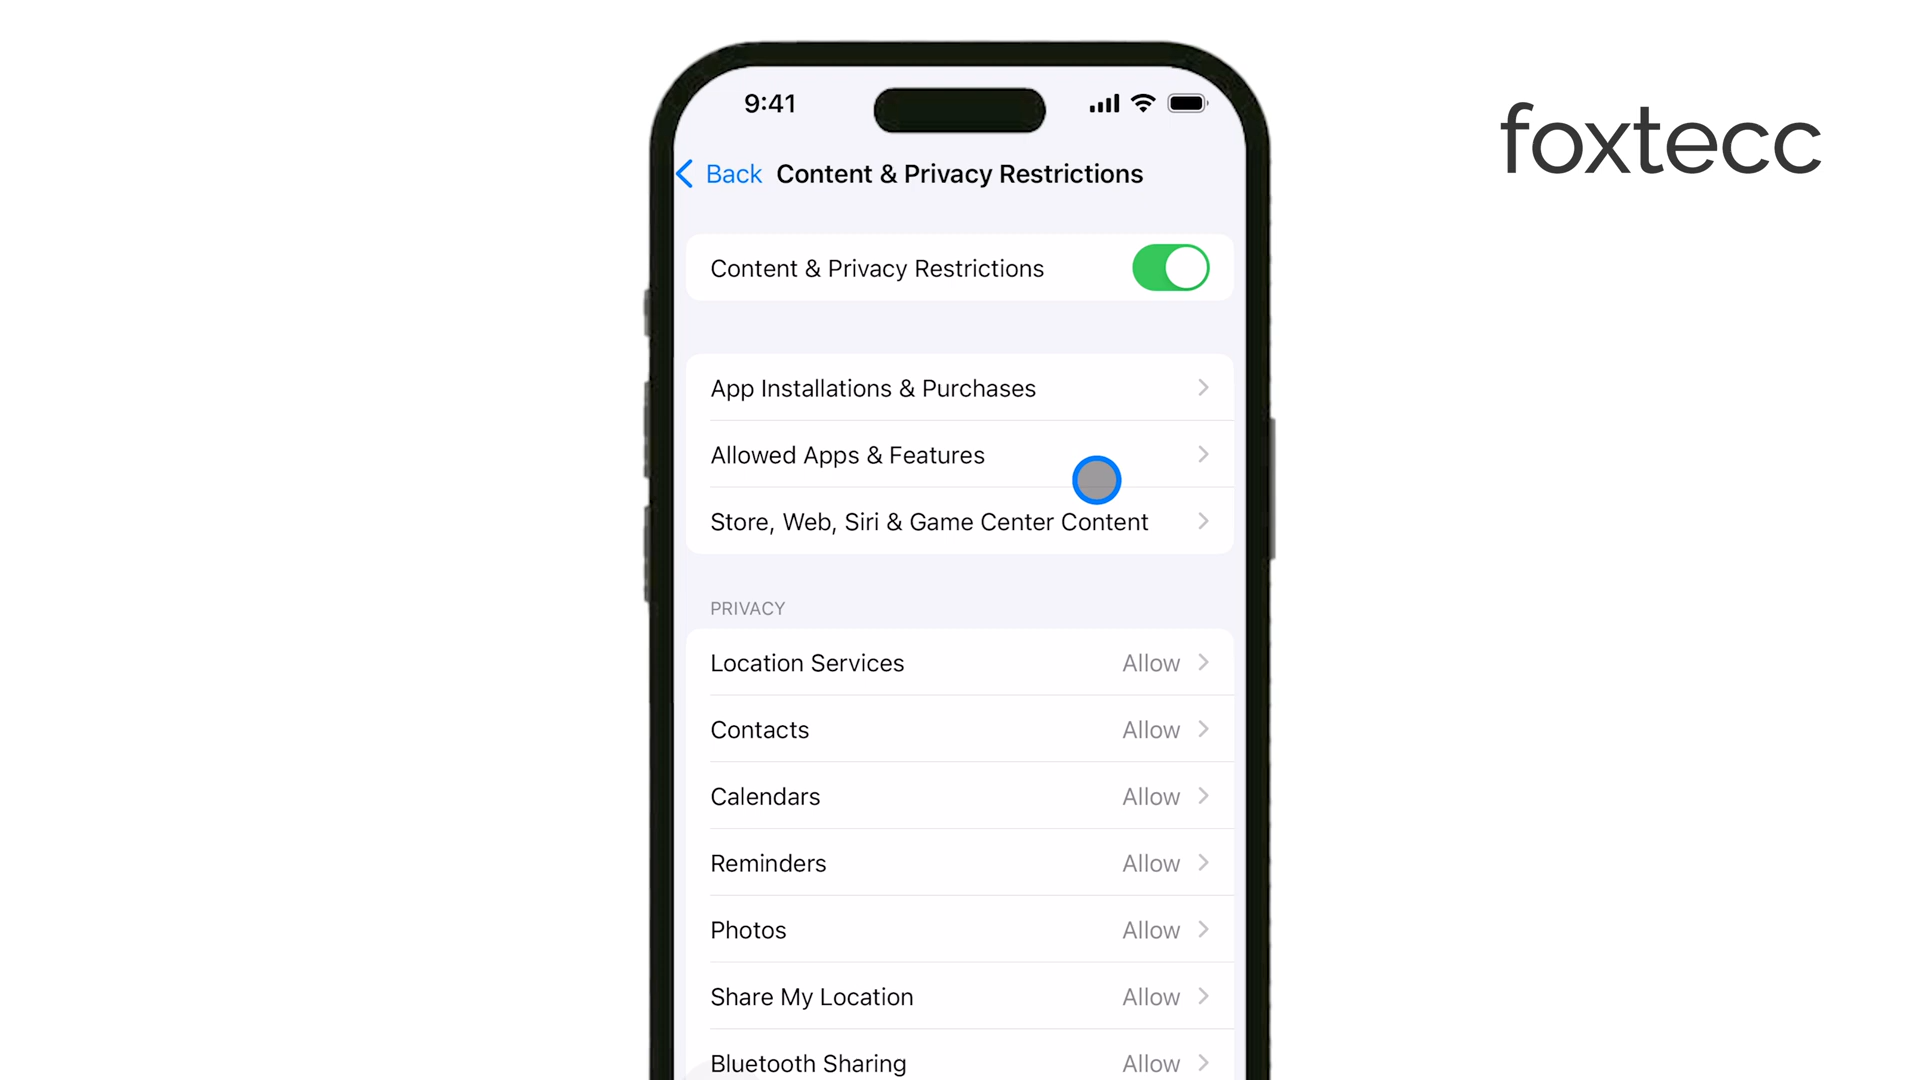 9:41
foxtecc
Back Content & Privacy Restrictions
Content & Privacy Restrictions
App Installations & Purchases
Allowed Apps & Features
Store, Web, Siri & Game Center Content
PRIVACY
Location Services Allow
Contacts Allow
Calendars Allow
Reminders Allow
Photos Allow
Share My Location Allow
Bluetooth Sharing Allow